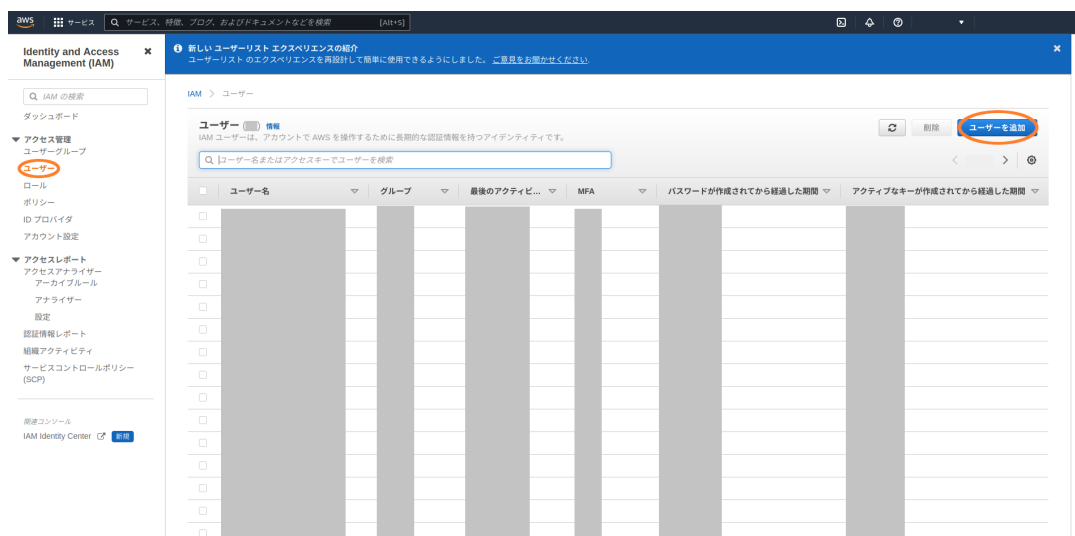 aws
サービス
サービス、特徴、ブログ、およびドキュメントなどを検索
[Alt+S]
Identity and Access Management (IAM)
IAM の検索
ダッシュボード
アクセス管理
ユーザーグループ
ユーザー
ロール
ポリシー
ID プロバイダ
アカウント設定
アクセスレポート
アクセスアナライザー
アーカイブルール
アナライザー
設定
認証情報レポート
組織アクティビティ
サービスコントロールポリシー (SCP)
関連コンソール
IAM Identity Center 新規
新しい ユーザーリスト エクスペリエンスの紹介
ユーザーリスト のエクスペリエンスを再設計して簡単に使用できるようにしました。 ご意見をお聞かせください.
IAM > ユーザー
ユーザー ( ) 情報
IAM ユーザーは、アカウントで AWS を操作するために長期的な認証情報を持つアイデンティティです。
削除
ユーザーを追加
ユーザー名またはアクセスキーでユーザーを検索
ユーザー名
グループ
最後のアクティビ...
MFA
パスワードが作成されてから経過した期間
アクティブなキーが作成されてから経過した期間